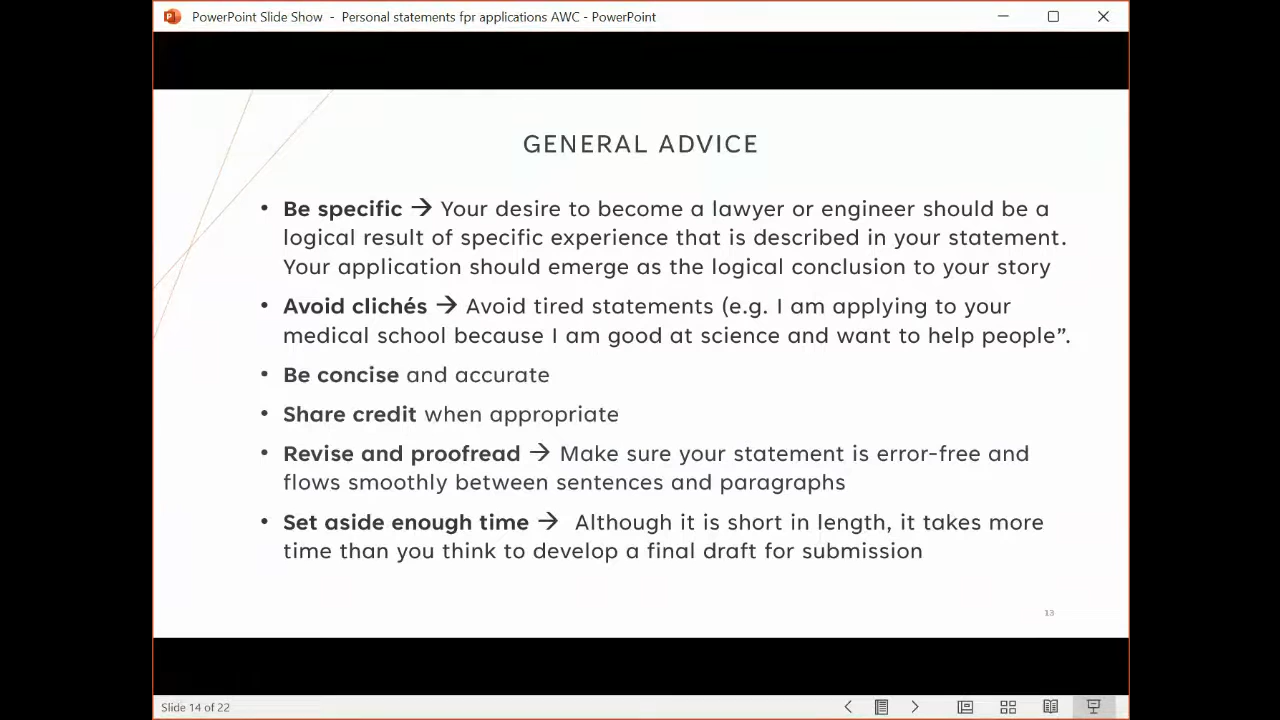 PowerPoint Slide Show - Personal statements fpr applications AWC - PowerPoint
GENERAL ADVICE
• Be specific → Your desire to become a lawyer or engineer should be a
logical result of specific experience that is described in your statement.
Your application should emerge as the logical conclusion to your story
• Avoid clichés → Avoid tired statements (e.g. I am applying to your
medical school because I am good at science and want to help people”.
• Be concise and accurate
• Share credit when appropriate
• Revise and proofread → Make sure your statement is error-free and
flows smoothly between sentences and paragraphs
• Set aside enough time → Although it is short in length, it takes more
time than you think to develop a final draft for submission
13
Slide 14 of 22